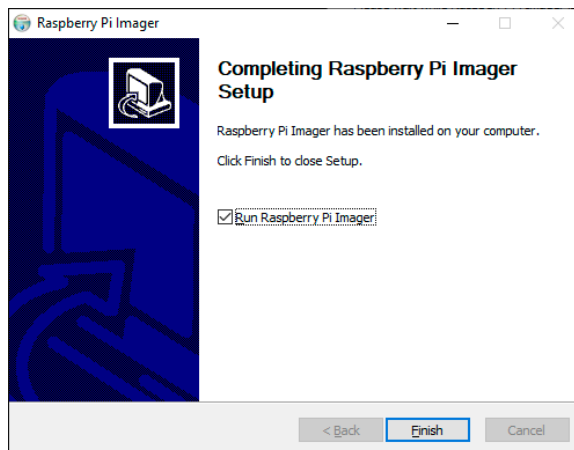 Raspberry Pi Imager
Completing Raspberry Pi Imager
Setup
Raspberry Pi Imager has been installed on your computer.
Click Finish to close Setup.
Run Raspberry Pi Imager
< Back Finish Cancel